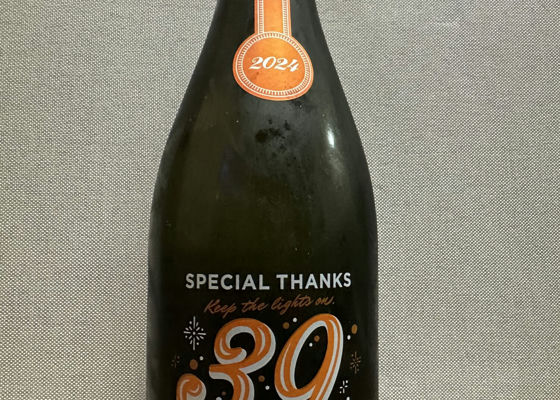 2024
SPECIAL THANKS
Keep the lights on.
39